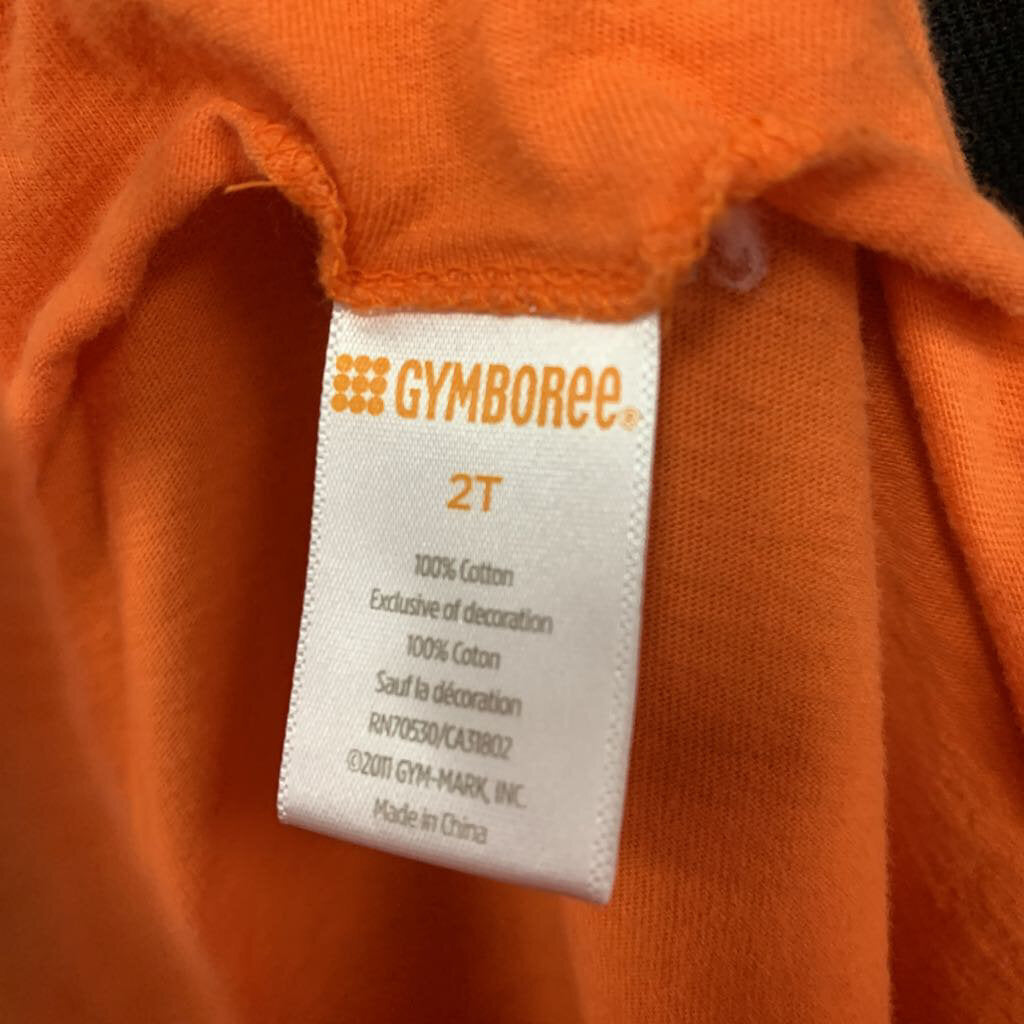 GYMBOREE®
2T
100% Cotton
Exclusive of decoration
100% Coton
Sauf la décoration
RN70530/CA31802
©2011 GYM-MARK, INC.
Made in China